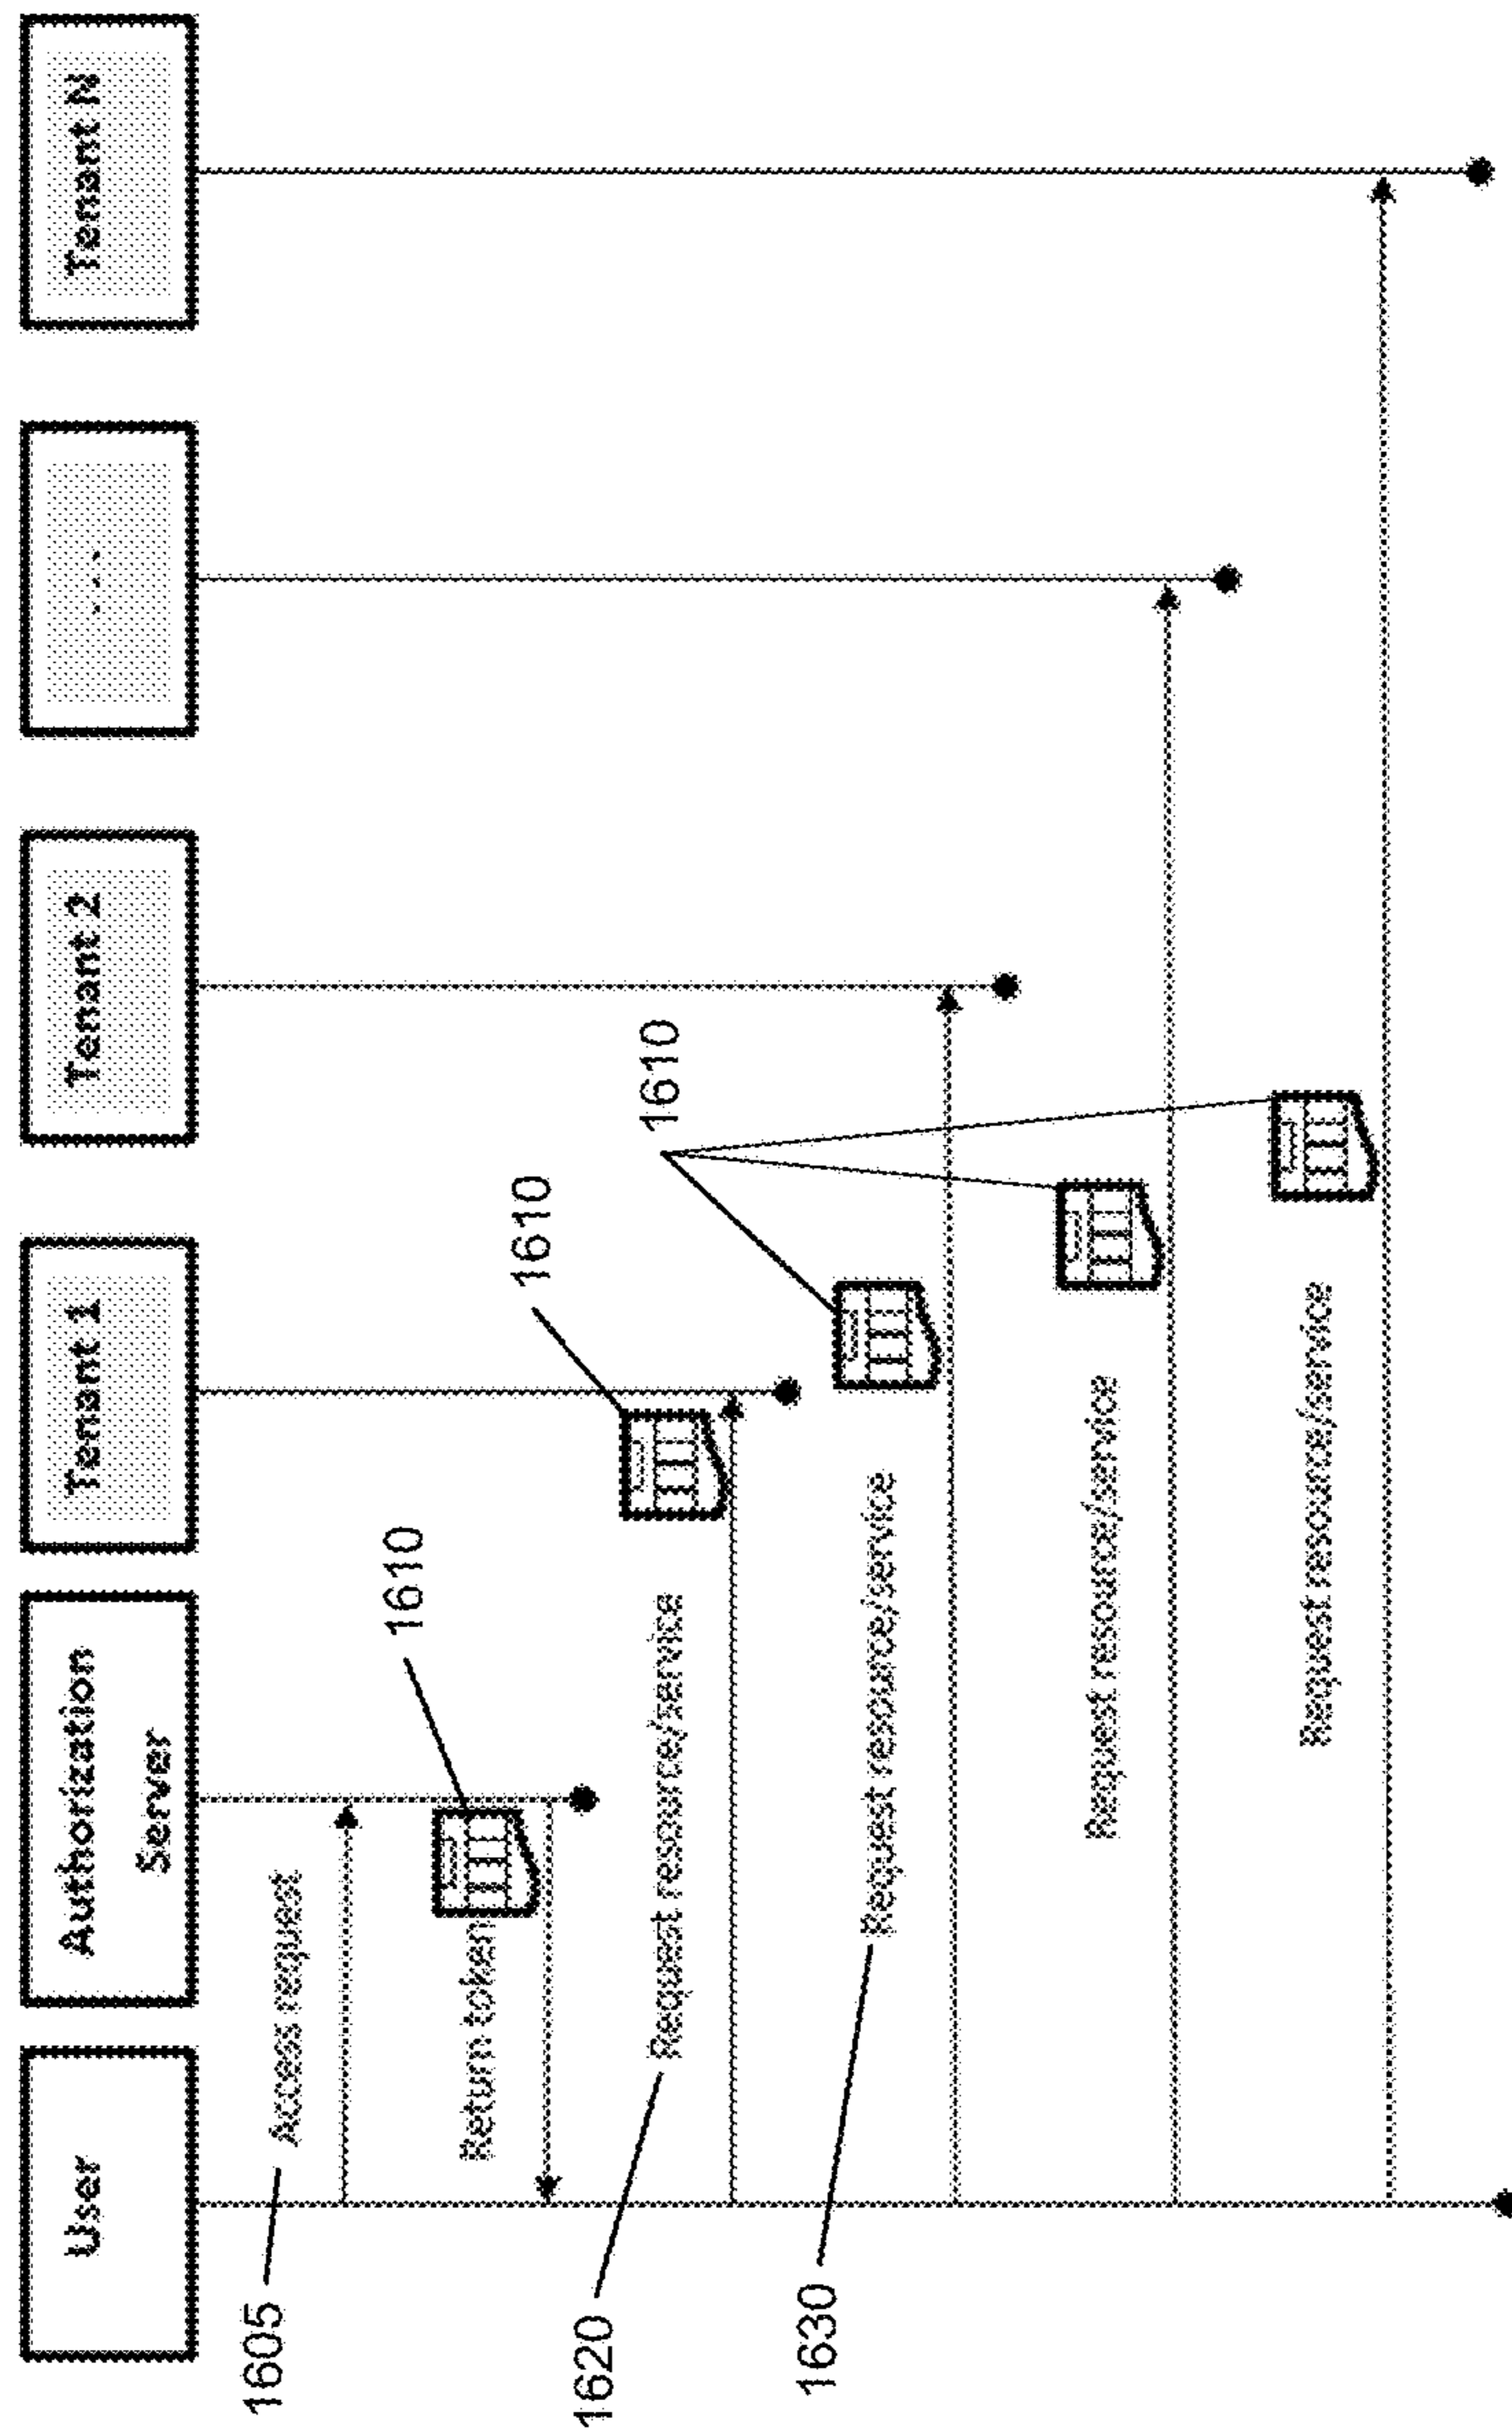 User
Authorization
Server
Tenant 1
Tenant 2
...
Tenant N
1605
Access request
Return token
1610
1620
Request resource/service
1610
1630
Request resource/service
1610
Request resource/service
Request resource/service